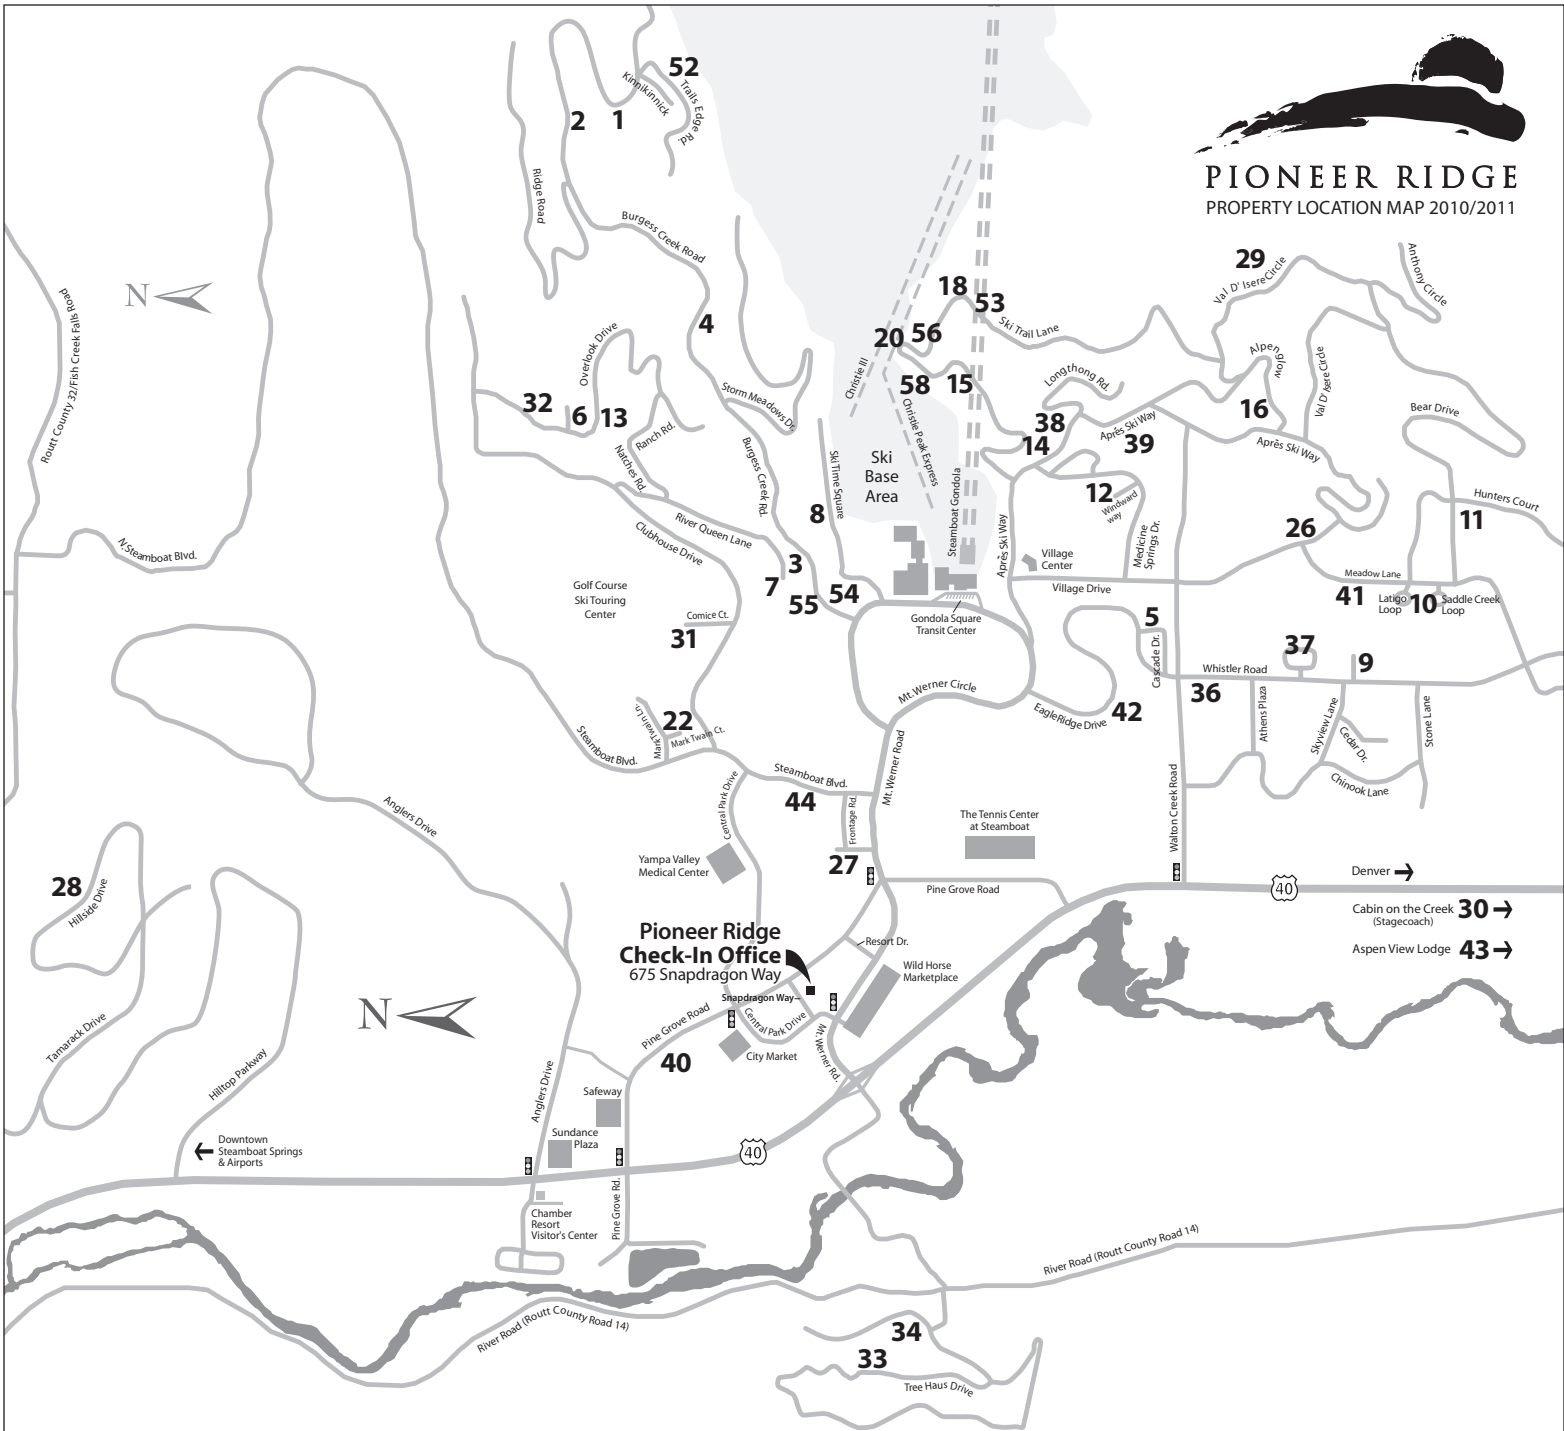 PIONEER RIDGE
PROPERTY LOCATION MAP 2010/2011
52
Kinnikinnick
Trails Edge Rd.
2
1
Ridge Road
Burgess Creek Road
N
Routt County 32/Fish Creek Falls Road
4
Overlook Drive
32
6
13
Ranch Rd.
Natches Rd.
Storm Meadows Dr.
Burgess Creek Rd.
River Queen Lane
Clubhouse Drive
N. Steamboat Blvd.
18
53
20
56
Ski Trail Lane
Christie III
58
15
Christie Peak Express
Steamboat Gondola
Ski
Base
Area
Ski Time Square
8
29
Val D' Isere Circle
Anthony Circle
Alpen glow
Val D' Isere Circle
Longthong Rd.
38
14
Après Ski Way
39
16
Après Ski Way
Bear Drive
12
Windward
way
Medicine
Springs Dr.
26
11
Hunters Court
Après Ski Way
Village
Center
Village Drive
Meadow Lane
41
Latigo
Loop
10
Saddle Creek
Loop
3
7
55
54
Golf Course
Ski Touring
Center
Comice Ct.
31
Gondola Square
Transit Center
5
Cascade Dr.
37
9
Whistler Road
36
42
EagleRidge Drive
Mt. Werner Circle
Athens Plaza
Skyview Lane
Cedar Dr.
Stone Lane
Chinook Lane
22
Mark Twain Ln.
Mark Twain Ct.
Steamboat Blvd.
Steamboat Blvd.
44
Central Park Drive
Frontage Rd.
Mt. Werner Road
Walton Creek Road
The Tennis Center
at Steamboat
Yampa Valley
Medical Center
27
Pine Grove Road
Anglers Drive
28
Hillside Drive
40
Denver
Cabin on the Creek 30
(Stagecoach)
Aspen View Lodge 43
Pioneer Ridge
Check-In Office
675 Snapdragon Way
Resort Dr.
Wild Horse
Marketplace
Snapdragon Way
Central Park Drive
City Market
Mt. Werner Rd.
Pine Grove Road
40
N
Tamarack Drive
Hilltop Parkway
Anglers Drive
Safeway
Sundance
Plaza
40
Downtown
Steamboat Springs
& Airports
Chamber
Resort
Visitor's Center
Pine Grove Rd.
River Road (Routt County Road 14)
River Road (Routt County Road 14)
34
33
Tree Haus Drive